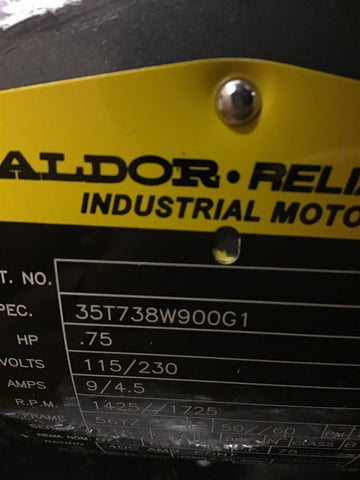 ALDOR • RELI
INDUSTRIAL MOTO
T. NO.
PEC. 35T738W900G1
HP .75
VOLTS 115/230
AMPS 9/4.5
R.P.M. 1425//1725
FRAME 56YZ 50//60